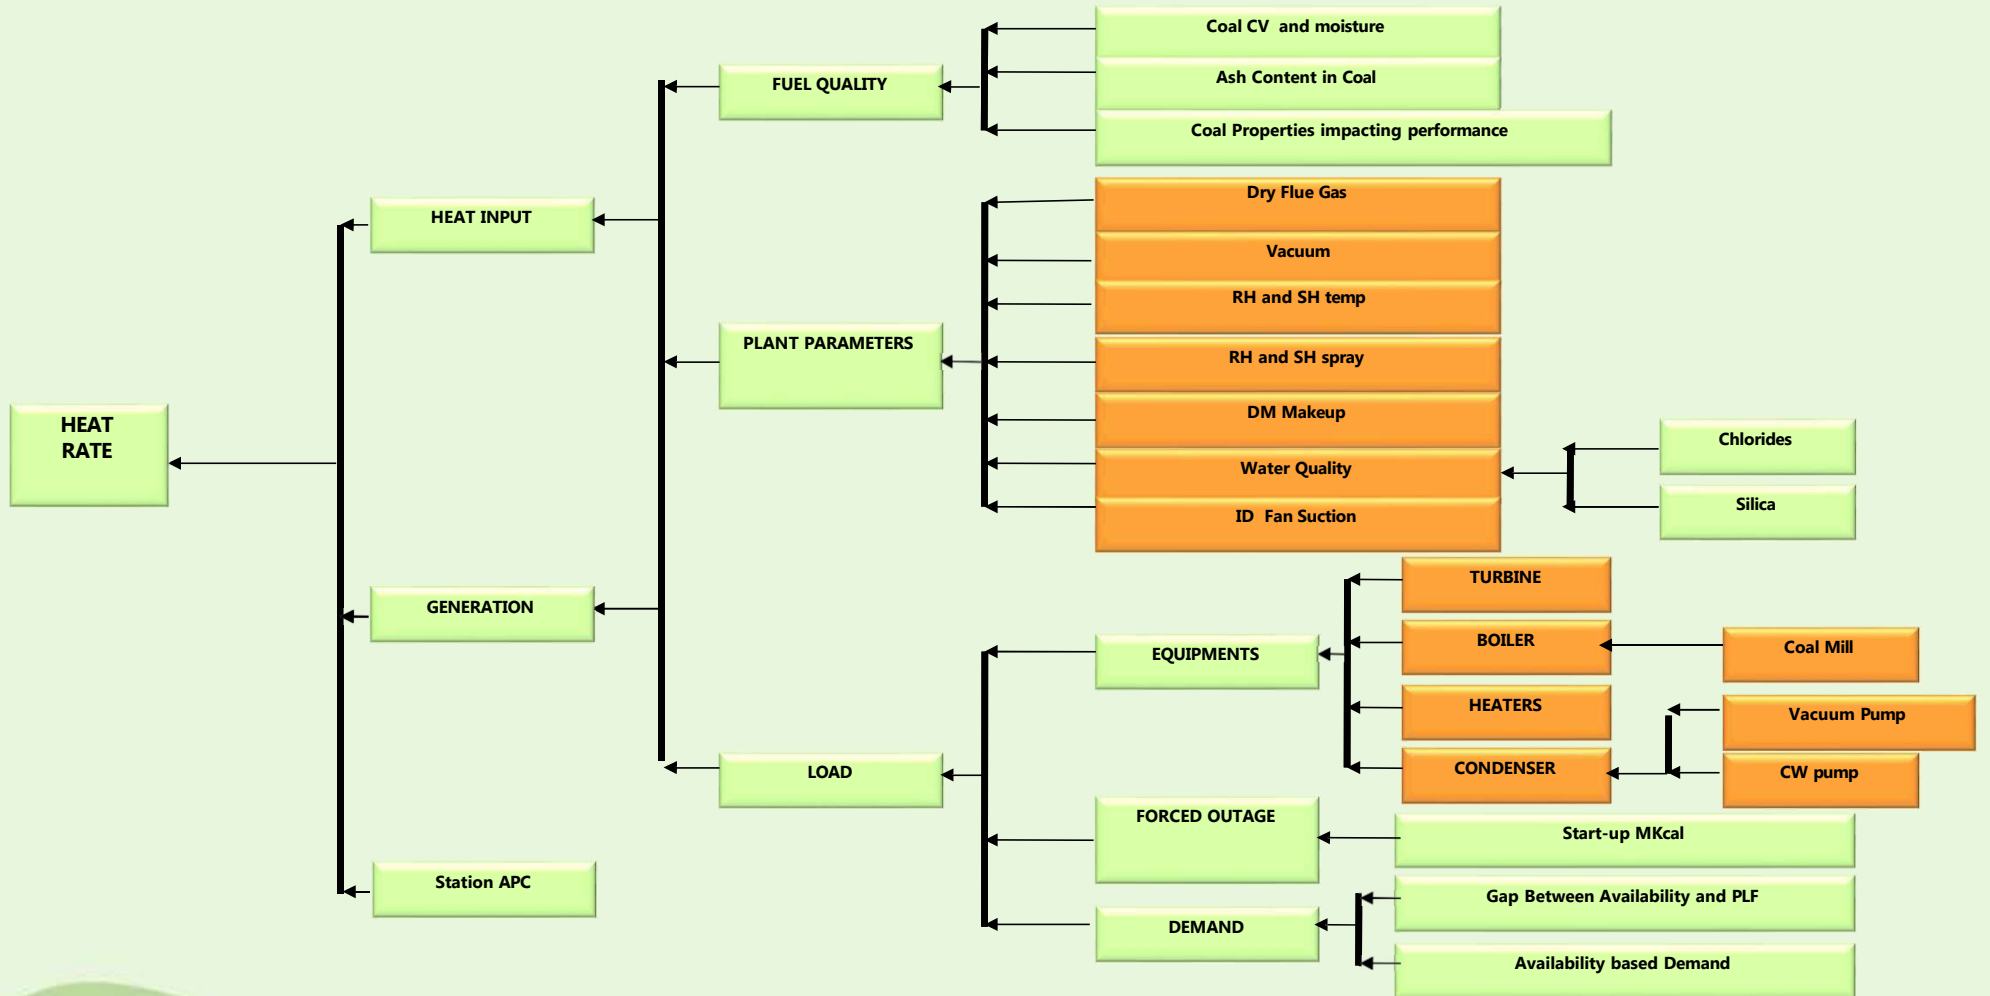 Coal CV and moisture
FUEL QUALITY
Ash Content in Coal
Coal Properties impacting performance
HEAT INPUT
Dry Flue Gas
Vacuum
RH and SH temp
PLANT PARAMETERS
RH and SH spray
DM Makeup
HEAT
RATE
Water Quality
Chlorides
Silica
ID Fan Suction
GENERATION
EQUIPMENTS
TURBINE
BOILER
Coal Mill
HEATERS
Vacuum Pump
LOAD
CONDENSER
CW pump
FORCED OUTAGE
Start-up MKcal
Station APC
DEMAND
Gap Between Availability and PLF
Availability based Demand